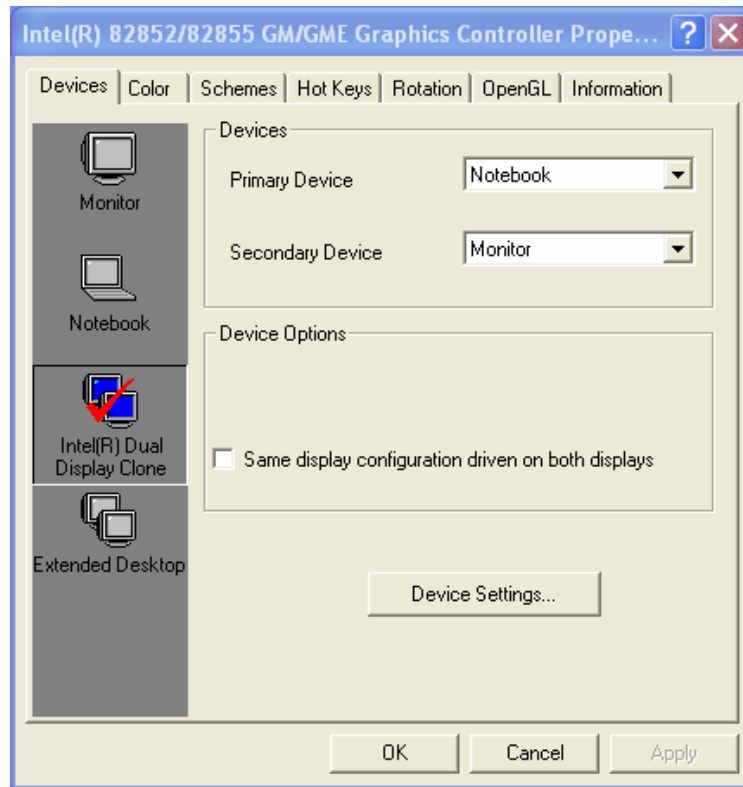 Intel(R) 82852/82855 GM/GME Graphics Controller Prope...
Devices Color Schemes Hot Keys Rotation OpenGL Information
Monitor
Notebook
Intel(R) Dual
Display Clone
Extended Desktop
Devices
Primary Device Notebook
Secondary Device Monitor
Device Options
Same display configuration driven on both displays
Device Settings...
OK Cancel Apply